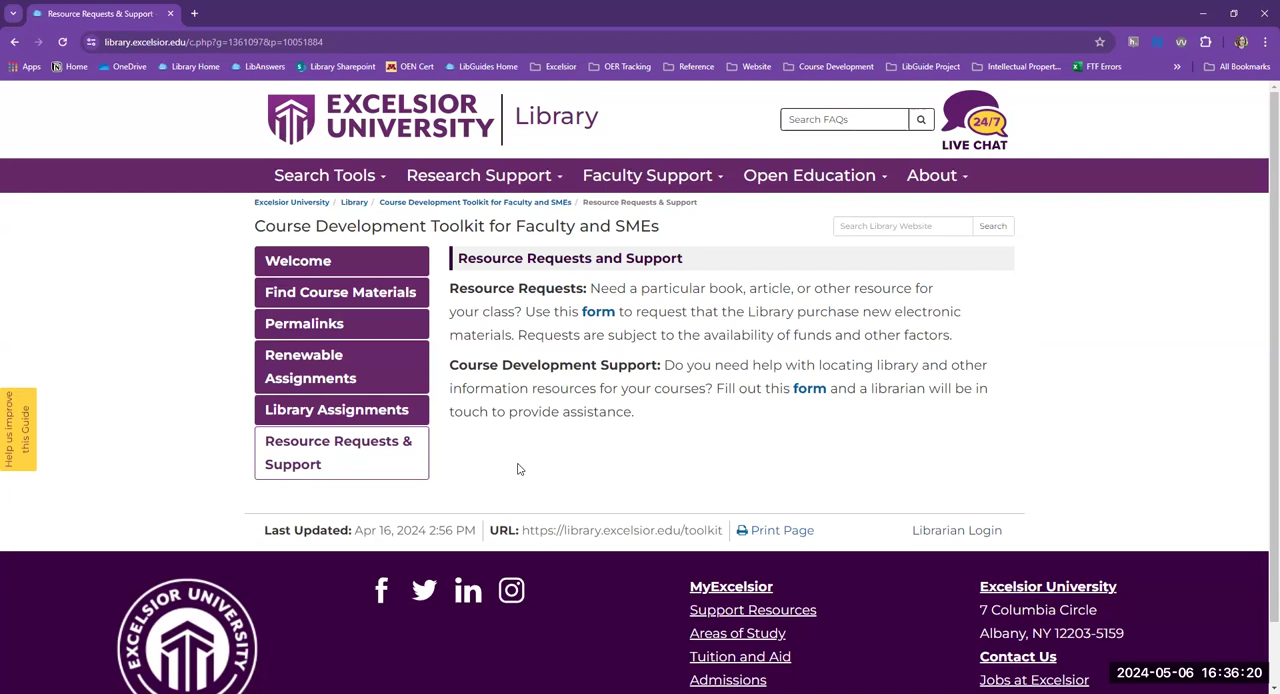 Resource Requests & Support
library.excelsior.edu/c.php?g=1361097&p=10051884
Apps
Home
OneDrive
Library Home
LibAnswers
Library Sharepoint
OEN Cert
LibGuides Home
Excelsior
OER Tracking
Reference
Website
Course Development
LibGuide Project
Intellectual Propert...
FTF Errors
»
All Bookmarks
EXCELSIOR
UNIVERSITY
Library
Search FAQs
24/7
LIVE CHAT
Search Tools
Research Support
Faculty Support
Open Education
About
Excelsior University / Library / Course Development Toolkit for Faculty and SMEs / Resource Requests & Support
Course Development Toolkit for Faculty and SMEs
Search Library Website
Search
Welcome
Find Course Materials
Permalinks
Renewable
Assignments
Library Assignments
Resource Requests &
Support
Resource Requests and Support
Resource Requests: Need a particular book, article, or other resource for
your class? Use this form to request that the Library purchase new electronic
materials. Requests are subject to the availability of funds and other factors.
Course Development Support: Do you need help with locating library and other
information resources for your courses? Fill out this form and a librarian will be in
touch to provide assistance.
Help us improve
this Guide
Last Updated: Apr 16, 2024 2:56 PM
URL: https://library.excelsior.edu/toolkit
Print Page
Librarian Login
EXCELSIOR UNIVERSITY
MyExcelsior
Support Resources
Areas of Study
Tuition and Aid
Admissions
Excelsior University
7 Columbia Circle
Albany, NY 12203-5159
Contact Us
Jobs at Excelsior
2024-05-06 16:36:20